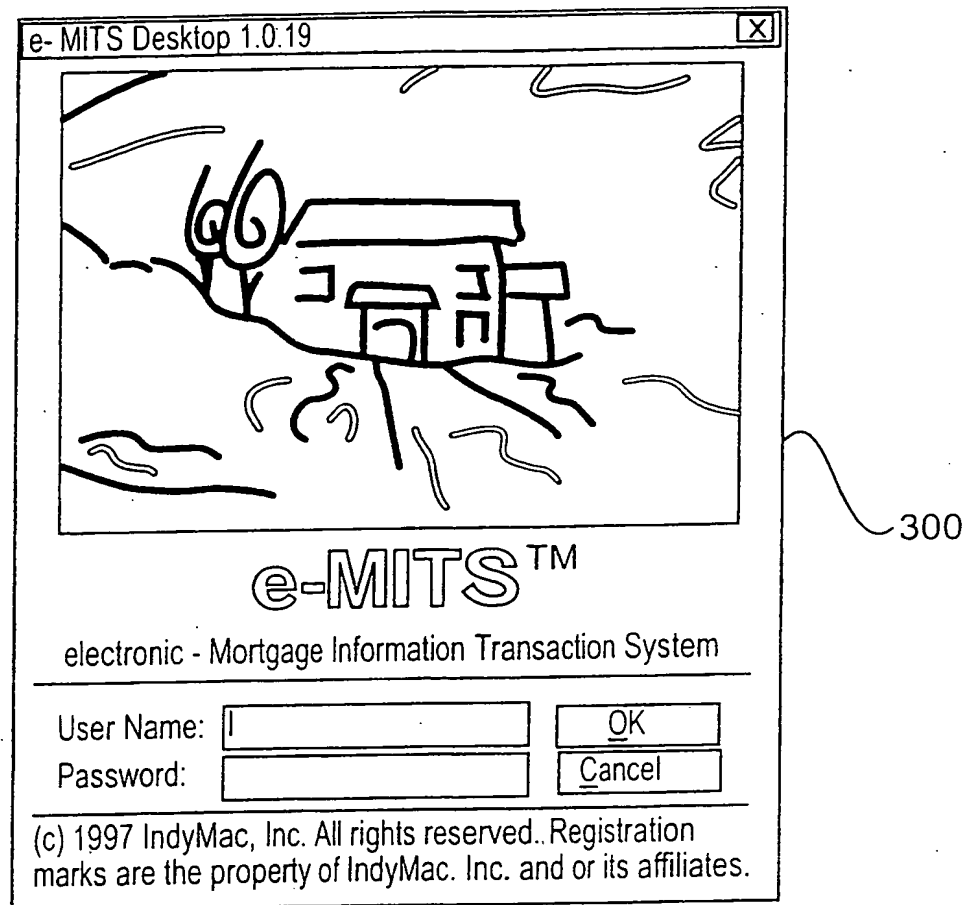 e- MITS Desktop 1.0.19 X
300
e-MITS™
electronic - Mortgage Information Transaction System
User Name: OK
Password: Cancel
(c) 1997 IndyMac, Inc. All rights reserved. Registration
marks are the property of IndyMac. Inc. and or its affiliates.